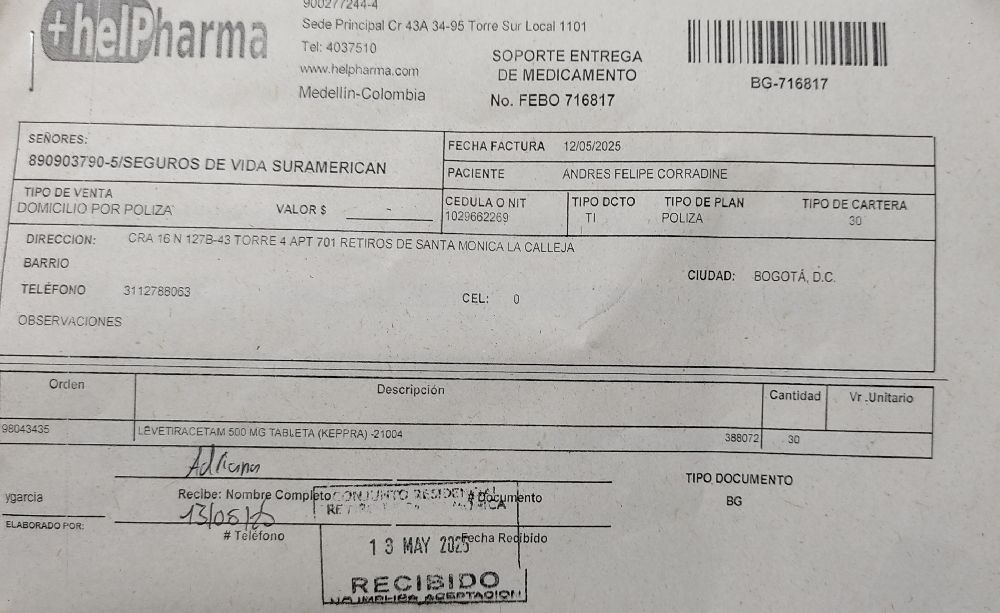 +helPharma
900277244-4
Sede Principal Cr 43A 34-95 Torre Sur Local 1101
Tel: 4037510
www.helpharma.com
Medellín-Colombia
SOPORTE ENTREGA
DE MEDICAMENTO
No. FEBO 716817
BG-716817
SEÑORES:
890903790-5/SEGUROS DE VIDA SURAMERICAN
FECHA FACTURA 12/05/2025
PACIENTE ANDRES FELIPE CORRADINE
TIPO DE VENTA
DOMICILIO POR POLIZA VALOR $ -
CEDULA O NIT
1029662269
TIPO DCTO
TI
TIPO DE PLAN
POLIZA
TIPO DE CARTERA
30
DIRECCION: CRA 16 N 127B-43 TORRE 4 APT 701 RETIROS DE SANTA MONICA LA CALLEJA
BARRIO
CIUDAD: BOGOTÁ, D.C.
TELÉFONO 3112788063
CEL: 0
OBSERVACIONES
Orden Descripción Cantidad Vr .Unitario
98043435 LEVETIRACETAM 500 MG TABLETA (KEPPRA) -21004 388072 30
Adriana
TIPO DOCUMENTO
BG
ygarcia
Recibe: Nombre Completo # Documento
CONJUNTO RESIDENCIAL
ELABORADO POR:
13/05/25
# Teléfono Fecha Recibido
13 MAY 2025
RECIBIDO
NO IMPLICA ACEPTACION